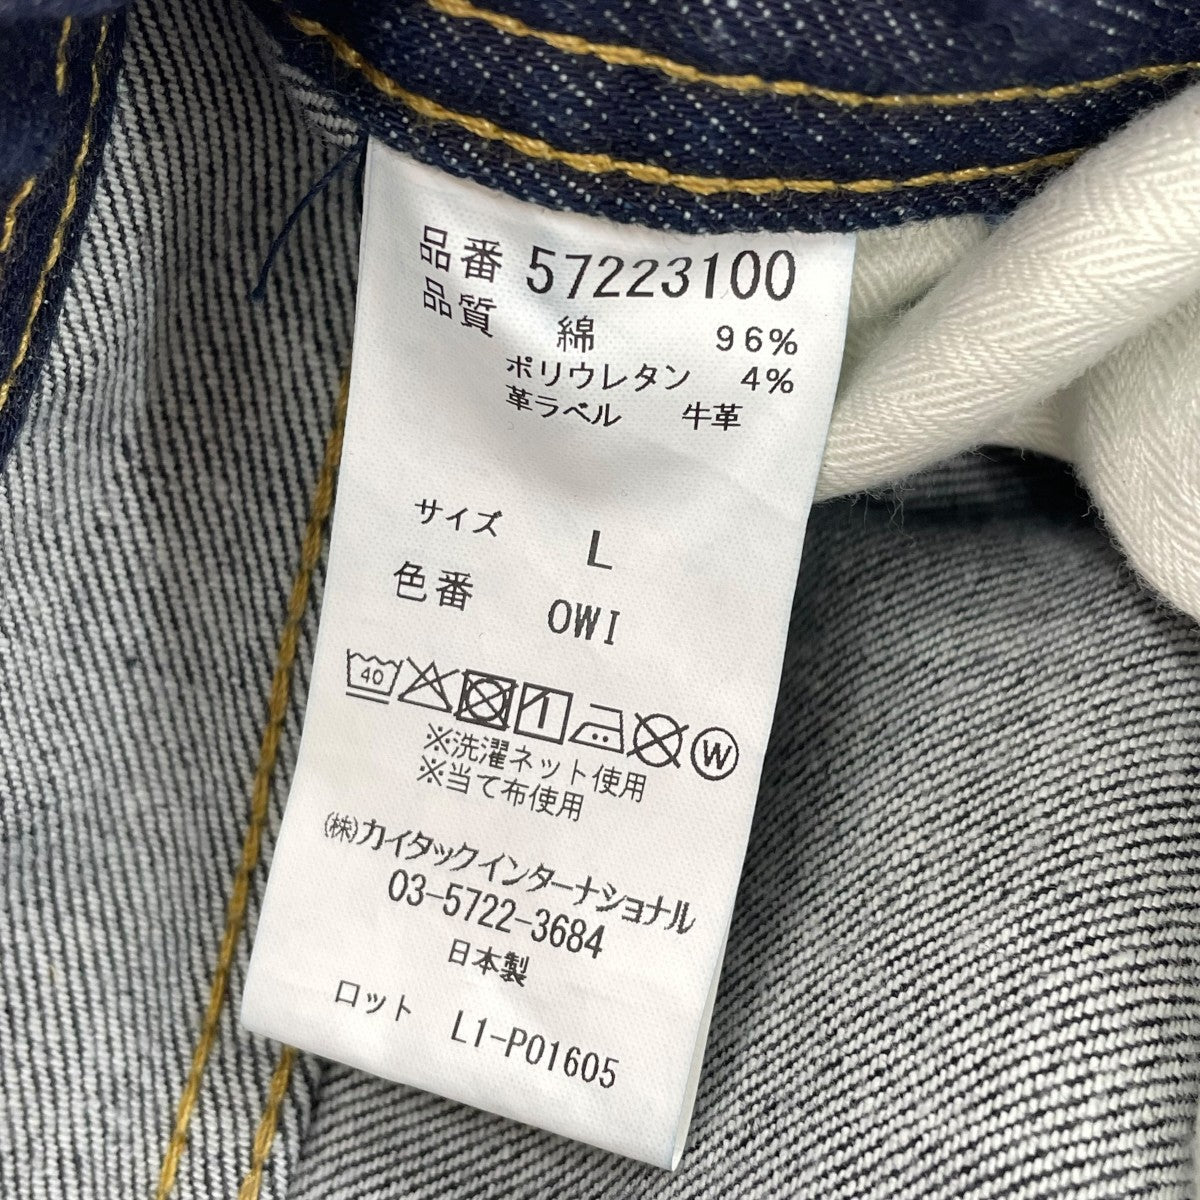 品番 57223100
品質 綿 96%
ポリウレタン 4%
革ラベル 牛革
サイズ L
色番 OWI
40 W
※洗濯ネット使用
※当て布使用
(株)カイタックインターナショナル
03-5722-3684
日本製
ロット L1-P01605